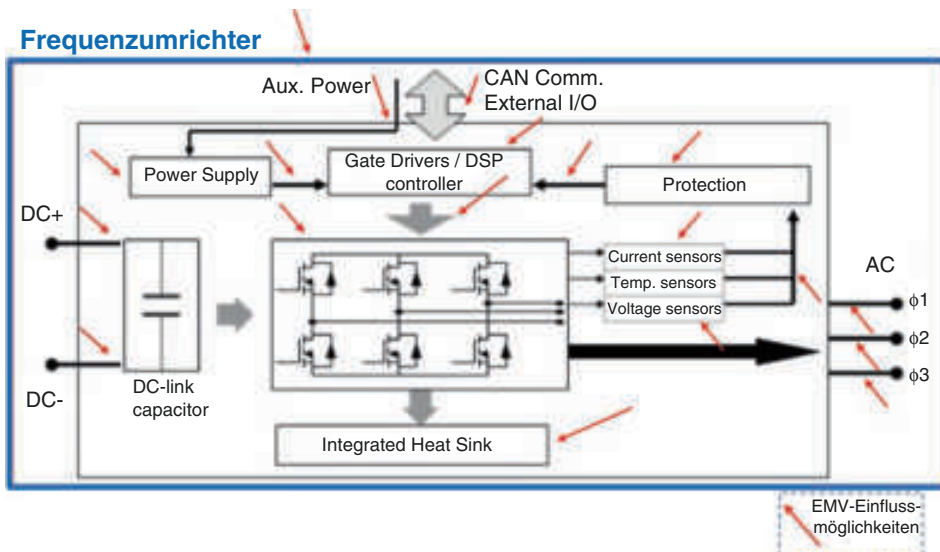 Frequenzumrichter
Aux. Power
CAN Comm.
External I/O
Power Supply
Gate Drivers / DSP
controller
Protection
DC+
Current sensors
Temp. sensors
Voltage sensors
AC
ϕ1
ϕ2
ϕ3
DC-
DC-link
capacitor
Integrated Heat Sink
EMV-Einfluss-
möglichkeiten